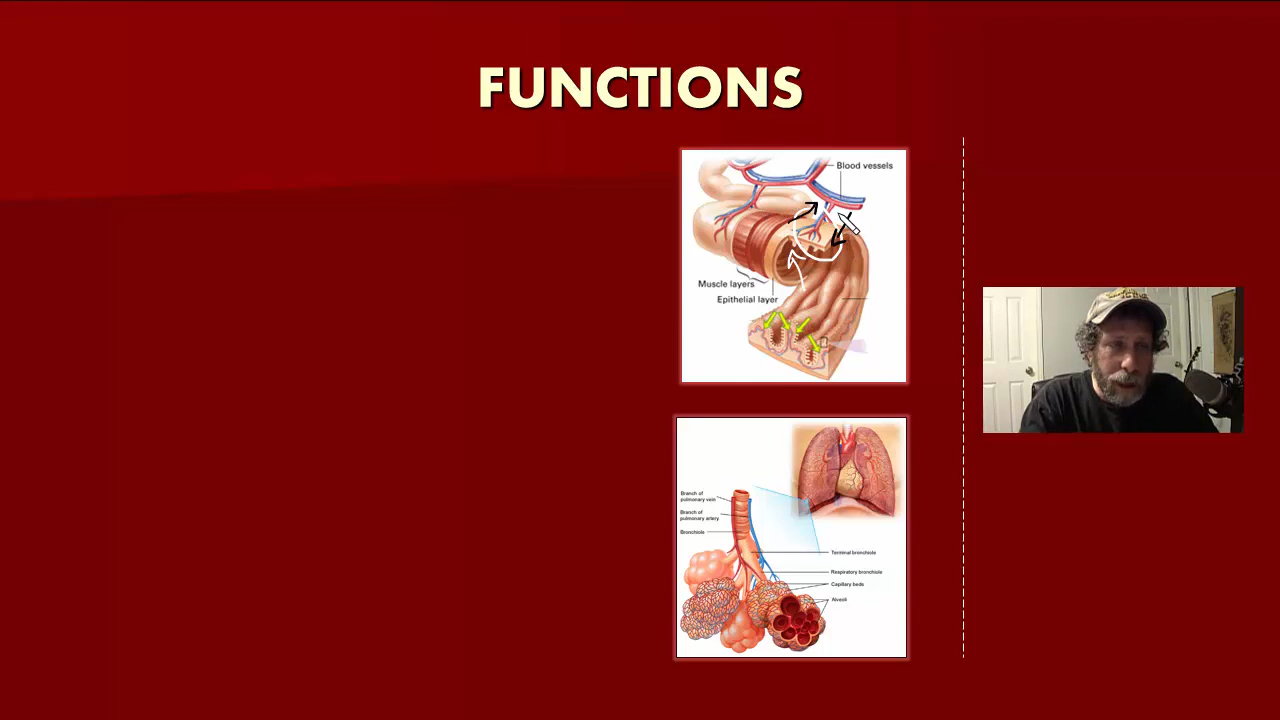 FUNCTIONS
Blood vessels
Muscle layers
Epithelial layer
Branch of
pulmonary vein
Branch of
pulmonary artery
Bronchiole
Terminal bronchiole
Respiratory bronchiole
Capillary beds
Alveoli